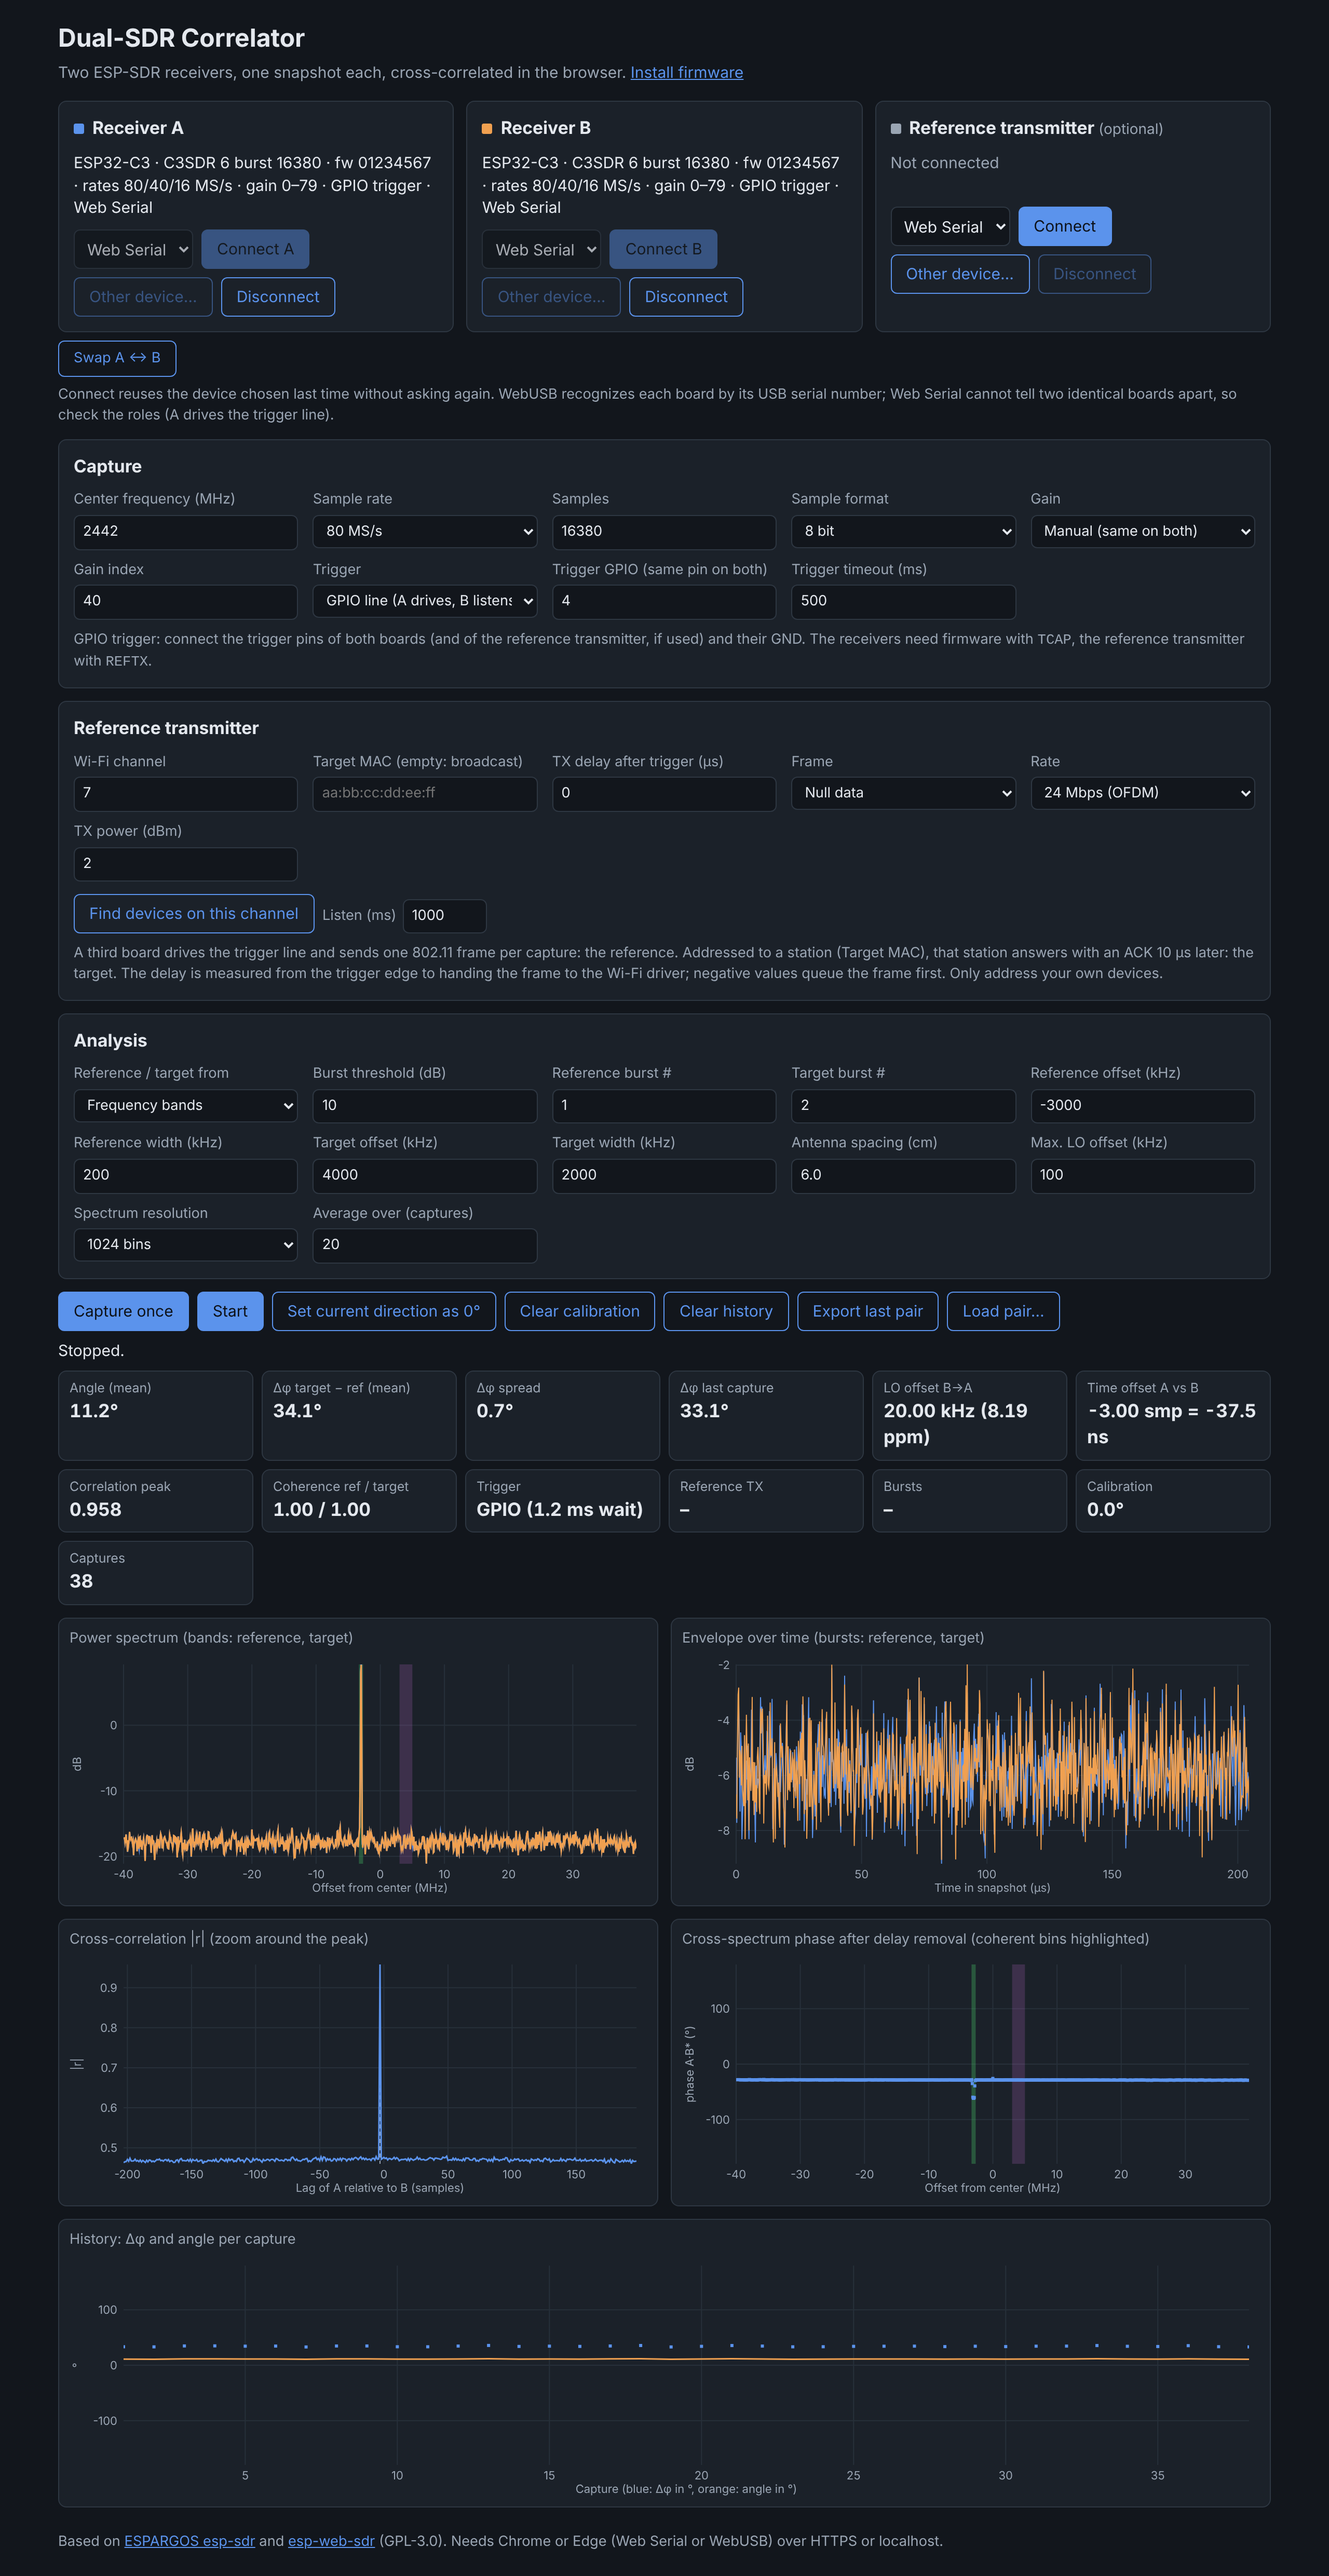 Dual-SDR Correlator
Two ESP-SDR receivers, one snapshot each, cross-correlated in the browser. Install firmware
Receiver A
ESP32-C3 · C3SDR 6 burst 16380 · fw 01234567
· rates 80/40/16 MS/s · gain 0–79 · GPIO trigger ·
Web Serial
Web Serial
Connect A
Other device...
Disconnect
Receiver B
ESP32-C3 · C3SDR 6 burst 16380 · fw 01234567
· rates 80/40/16 MS/s · gain 0–79 · GPIO trigger ·
Web Serial
Web Serial
Connect B
Other device...
Disconnect
Reference transmitter (optional)
Not connected
Web Serial
Connect
Other device...
Disconnect
Swap A ↔ B
Connect reuses the device chosen last time without asking again. WebUSB recognizes each board by its USB serial number; Web Serial cannot tell two identical boards apart, so
check the roles (A drives the trigger line).
Capture
Center frequency (MHz)
Sample rate
Samples
Sample format
Gain
2442
80 MS/s
16380
8 bit
Manual (same on both)
Gain index
Trigger
Trigger GPIO (same pin on both)
Trigger timeout (ms)
40
GPIO line (A drives, B listens
4
500
GPIO trigger: connect the trigger pins of both boards (and of the reference transmitter, if used) and their GND. The receivers need firmware with TCAP, the reference transmitter
with REFTX.
Reference transmitter
Wi-Fi channel
Target MAC (empty: broadcast)
TX delay after trigger (µs)
Frame
Rate
7
aa:bb:cc:dd:ee:ff
0
Null data
24 Mbps (OFDM)
TX power (dBm)
2
Find devices on this channel
Listen (ms)
1000
A third board drives the trigger line and sends one 802.11 frame per capture: the reference. Addressed to a station (Target MAC), that station answers with an ACK 10 µs later: the
target. The delay is measured from the trigger edge to handing the frame to the Wi-Fi driver; negative values queue the frame first. Only address your own devices.
Analysis
Reference / target from
Burst threshold (dB)
Reference burst #
Target burst #
Reference offset (kHz)
Frequency bands
10
1
2
-3000
Reference width (kHz)
Target offset (kHz)
Target width (kHz)
Antenna spacing (cm)
Max. LO offset (kHz)
200
4000
2000
6.0
100
Spectrum resolution
Average over (captures)
1024 bins
20
Capture once
Start
Set current direction as 0°
Clear calibration
Clear history
Export last pair
Load pair...
Stopped.
Angle (mean)
11.2°
Δφ target − ref (mean)
34.1°
Δφ spread
0.7°
Δφ last capture
33.1°
LO offset B→A
20.00 kHz (8.19
ppm)
Time offset A vs B
-3.00 smp = -37.5
ns
Correlation peak
0.958
Coherence ref / target
1.00 / 1.00
Trigger
GPIO (1.2 ms wait)
Reference TX
–
Bursts
–
Calibration
0.0°
Captures
38
Power spectrum (bands: reference, target)
dB
0
-10
-20
-40 -30 -20 -10 0 10 20 30
Offset from center (MHz)
Envelope over time (bursts: reference, target)
dB
-2
-4
-6
-8
0 50 100 150 200
Time in snapshot (µs)
Cross-correlation |r| (zoom around the peak)
|r|
0.9
0.8
0.7
0.6
0.5
-200 -150 -100 -50 0 50 100 150
Lag of A relative to B (samples)
Cross-spectrum phase after delay removal (coherent bins highlighted)
phase A·B* (°)
100
0
-100
-40 -30 -20 -10 0 10 20 30
Offset from center (MHz)
History: Δφ and angle per capture
°
100
0
-100
5 10 15 20 25 30 35
Capture (blue: Δφ in °, orange: angle in °)
Based on ESPARGOS esp-sdr and esp-web-sdr (GPL-3.0). Needs Chrome or Edge (Web Serial or WebUSB) over HTTPS or localhost.